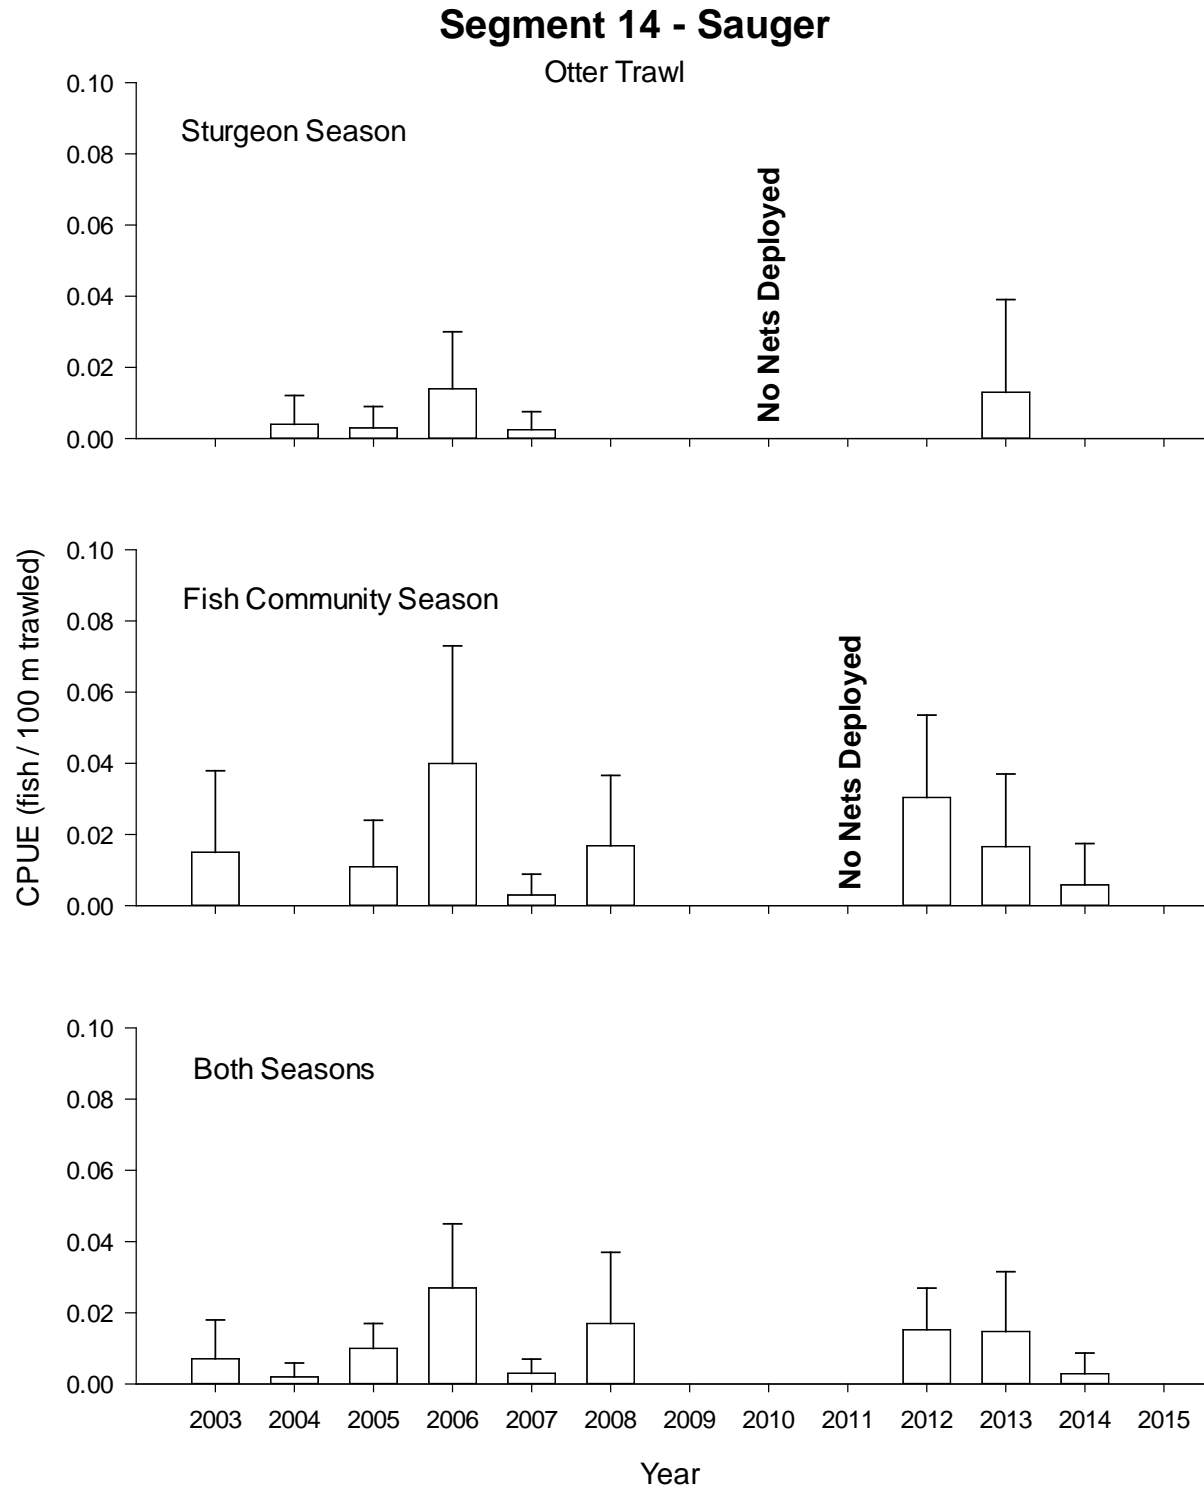 Segment 14 - Sauger
Otter Trawl
0.10
0.08
0.06
0.04
0.02
0.00
Sturgeon Season
No Nets Deployed
CPUE (fish / 100 m trawled)
0.10
0.08
0.06
0.04
0.02
0.00
Fish Community Season
No Nets Deployed
0.10
0.08
0.06
0.04
0.02
0.00
Both Seasons
2003 2004 2005 2006 2007 2008 2009 2010 2011 2012 2013 2014 2015
Year